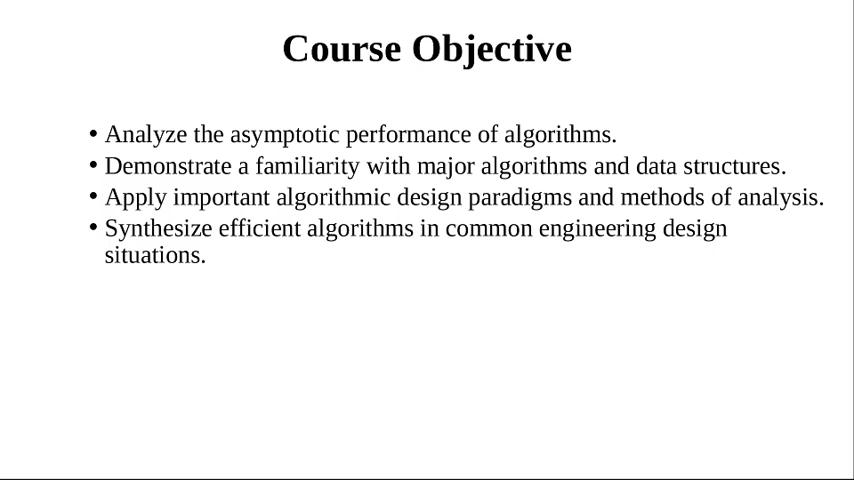 Course Objective
• Analyze the asymptotic performance of algorithms.
• Demonstrate a familiarity with major algorithms and data structures.
• Apply important algorithmic design paradigms and methods of analysis.
• Synthesize efficient algorithms in common engineering design
situations.